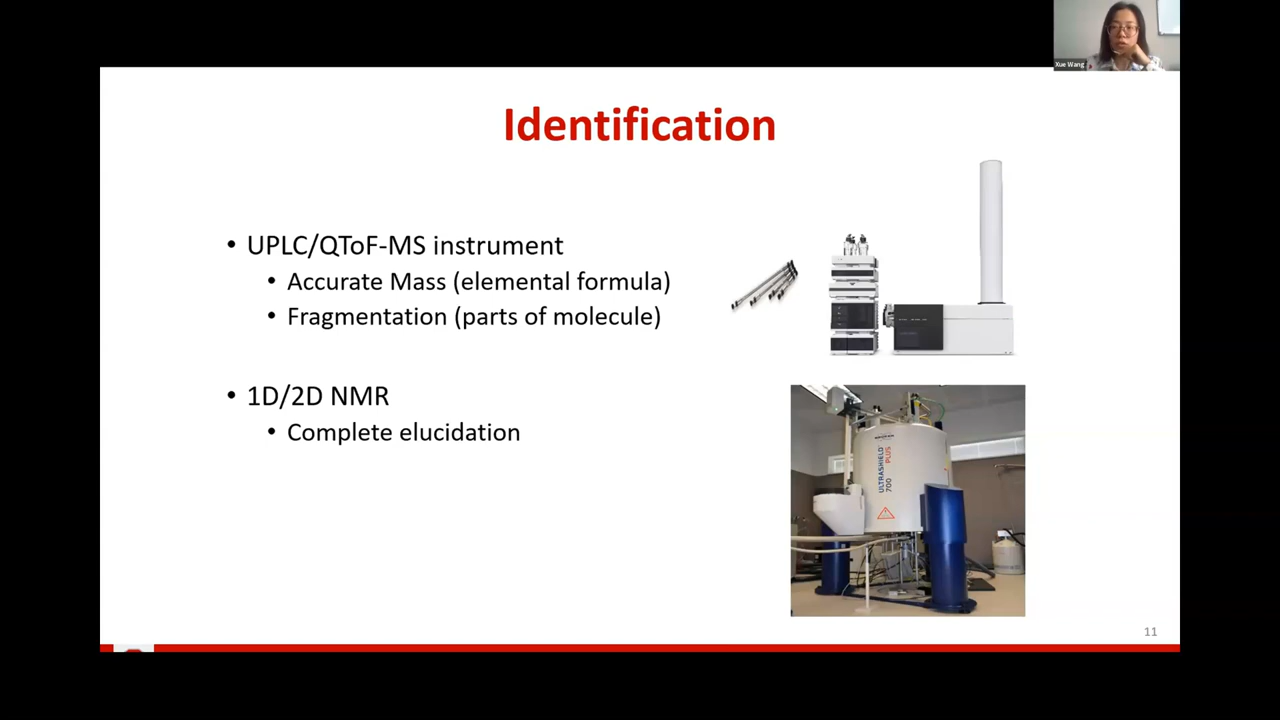 Xue Wang
Identification
• UPLC/QToF-MS instrument
• Accurate Mass (elemental formula)
• Fragmentation (parts of molecule)
• 1D/2D NMR
• Complete elucidation
ULTRASHIELD PLUS
700
11